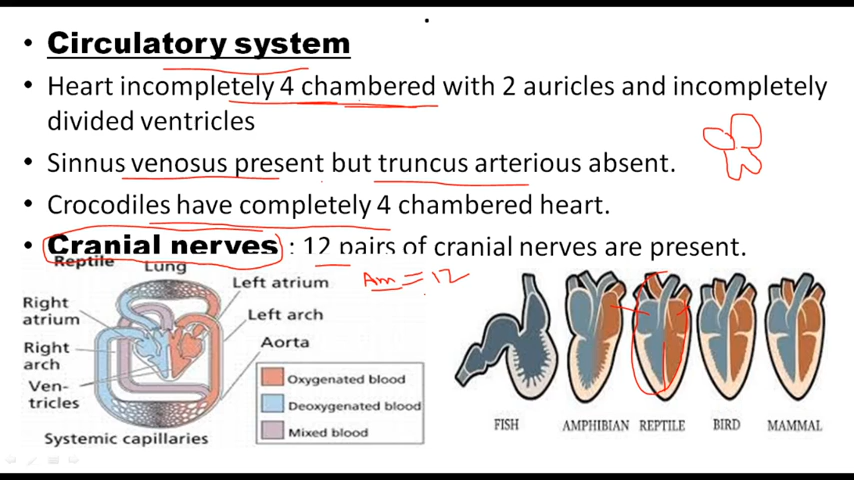 • Circulatory system
• Heart incompletely 4 chambered with 2 auricles and incompletely
divided ventricles
• Sinnus venosus present but truncus arterious absent.
• Crocodiles have completely 4 chambered heart.
• Cranial nerves : 12 pairs of cranial nerves are present.
Am = 12
Reptile
Lung
Left atrium
Right
atrium
Left arch
Right
arch
Aorta
Ven-
tricles
Oxygenated blood
Deoxygenated blood
Mixed blood
Systemic capillaries
FISH
AMPHIBIAN
REPTILE
BIRD
MAMMAL